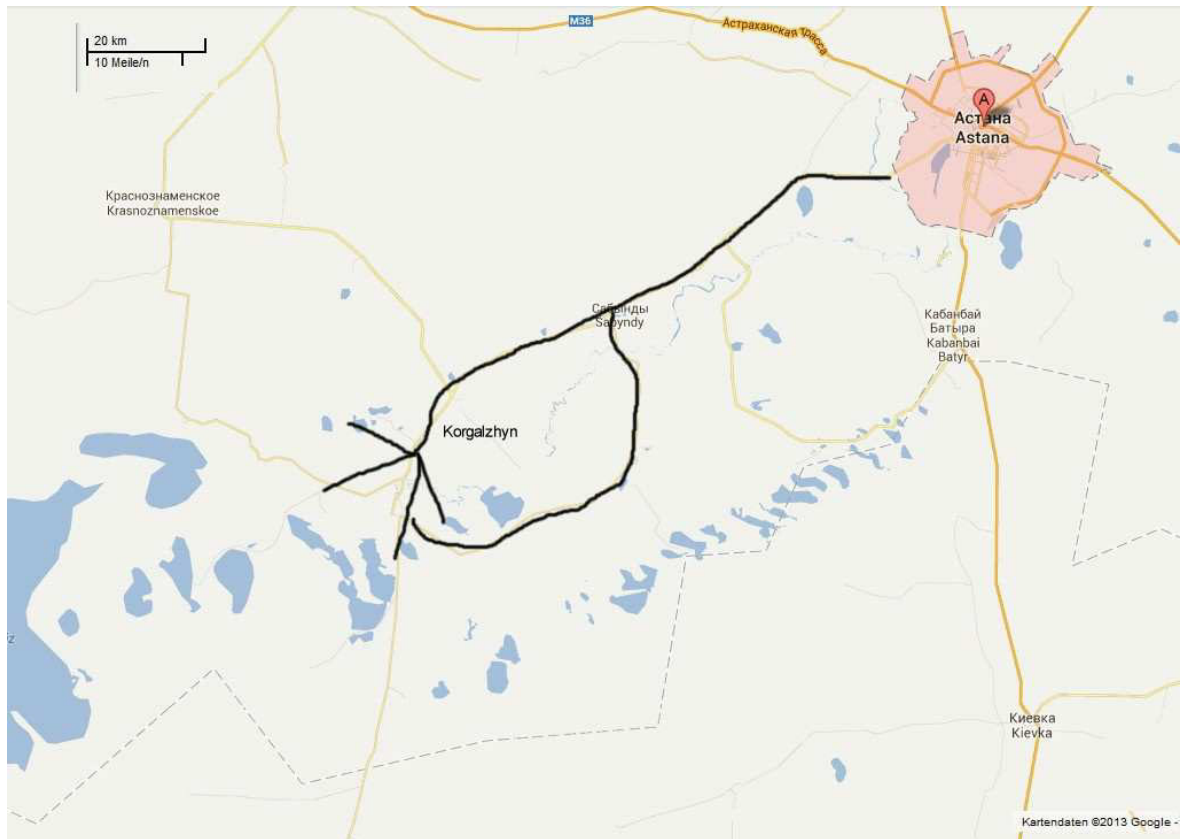 20 km
10 Meile/n
M36
Астраханская трасса
A
Астана
Astana
Краснознаменское
Krasnoznamenskoe
Сабынды
Sabyndy
Кабанбай
Батыра
Kabanbai
Batyr
Korgalzhyn
Киевка
Kievka
Kartendaten ©2013 Google -